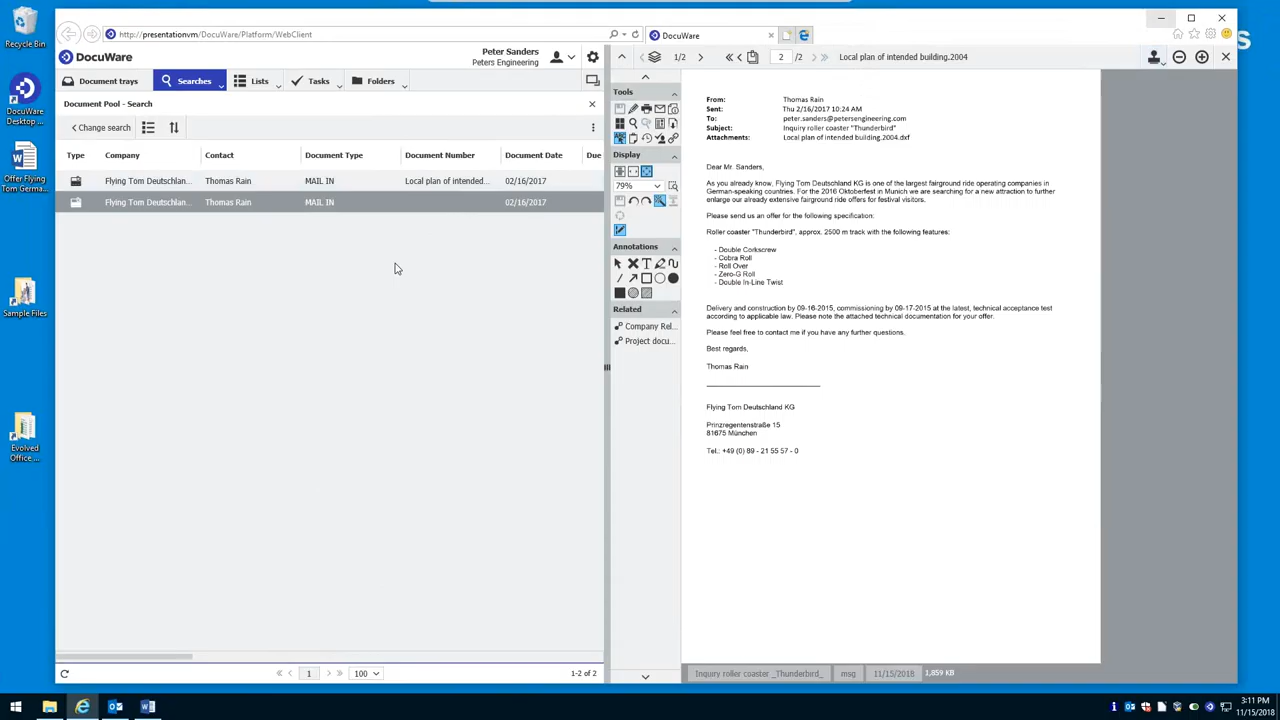 Recycle Bin
DocuWare
Desktop ...
Offer Flying
Tom Germa...
Sample Files
Evolved
Office ...
http://presentationvm/DocuWare/Platform/WebClient
DocuWare
DocuWare
Peter Sanders
Peters Engineering
Document trays
Searches
Lists
Tasks
Folders
Document Pool - Search
Change search
Type Company Contact Document Type Document Number Document Date Due
Flying Tom Deutschlan... Thomas Rain MAIL IN Local plan of intended... 02/16/2017
Flying Tom Deutschlan... Thomas Rain MAIL IN 02/16/2017
1 100 1-2 of 2
1/2
2 /2
Local plan of intended building.2004
Tools
Display
79%
Annotations
Related
Company Rel...
Project docu...
From: Thomas Rain
Sent: Thu 2/16/2017 10:24 AM
To: peter.sanders@petersengineering.com
Subject: Inquiry roller coaster "Thunderbird"
Attachments: Local plan of intended building.2004.dxf
Dear Mr. Sanders,
As you already know, Flying Tom Deutschland KG is one of the largest fairground ride operating companies in
German-speaking countries. For the 2016 Oktoberfest in Munich we are searching for a new attraction to further
enlarge our already extensive fairground ride offers for festival visitors.
Please send us an offer for the following specification:
Roller coaster "Thunderbird", approx. 2500 m track with the following features:
- Double Corkscrew
- Cobra Roll
- Roll Over
- Zero-G Roll
- Double In-Line Twist
Delivery and construction by 09-16-2015, commissioning by 09-17-2015 at the latest, technical acceptance test
according to applicable law. Please note the attached technical documentation for your offer.
Please feel free to contact me if you have any further questions.
Best regards,
Thomas Rain
Flying Tom Deutschland KG
Prinzregentenstraße 15
81675 München
Tel.: +49 (0) 89 - 21 55 57 - 0
Inquiry roller coaster _Thunderbird_ msg 11/15/2018 1,859 KB
3:11 PM
11/15/2018